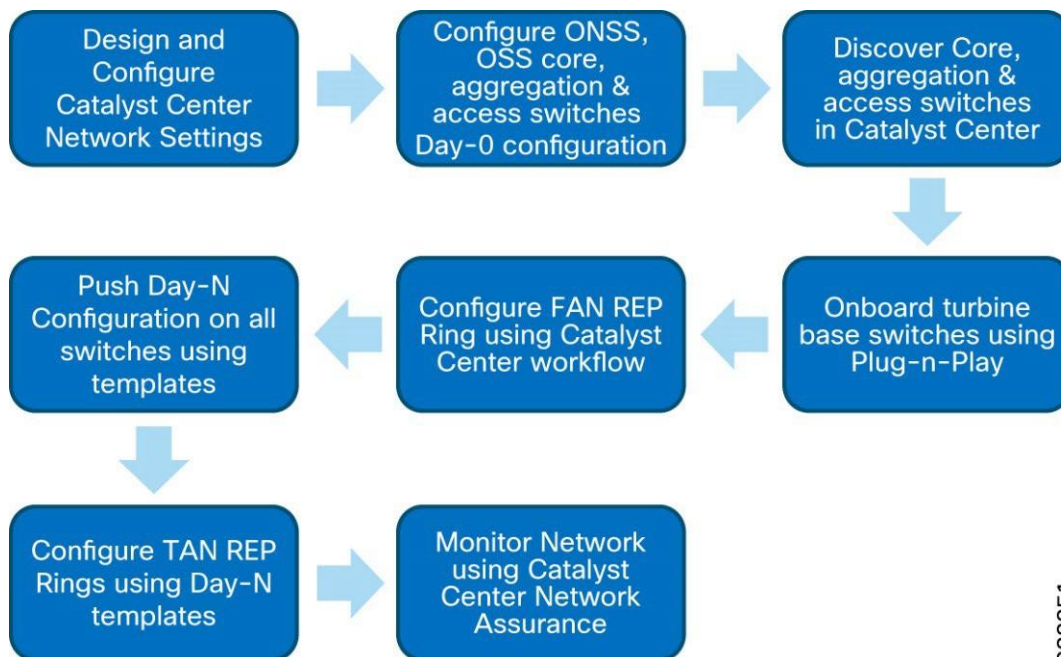 Design and
Configure
Catalyst Center
Network Settings
Configure ONSS,
OSS core,
aggregation &
access switches
Day-0 configuration
Discover Core,
aggregation &
access switches
in Catalyst Center
Onboard turbine
base switches using
Plug-n-Play
Configure FAN REP
Ring using Catalyst
Center workflow
Push Day-N
Configuration on all
switches using
templates
Configure TAN REP
Rings using Day-N
templates
Monitor Network
using Catalyst
Center Network
Assurance